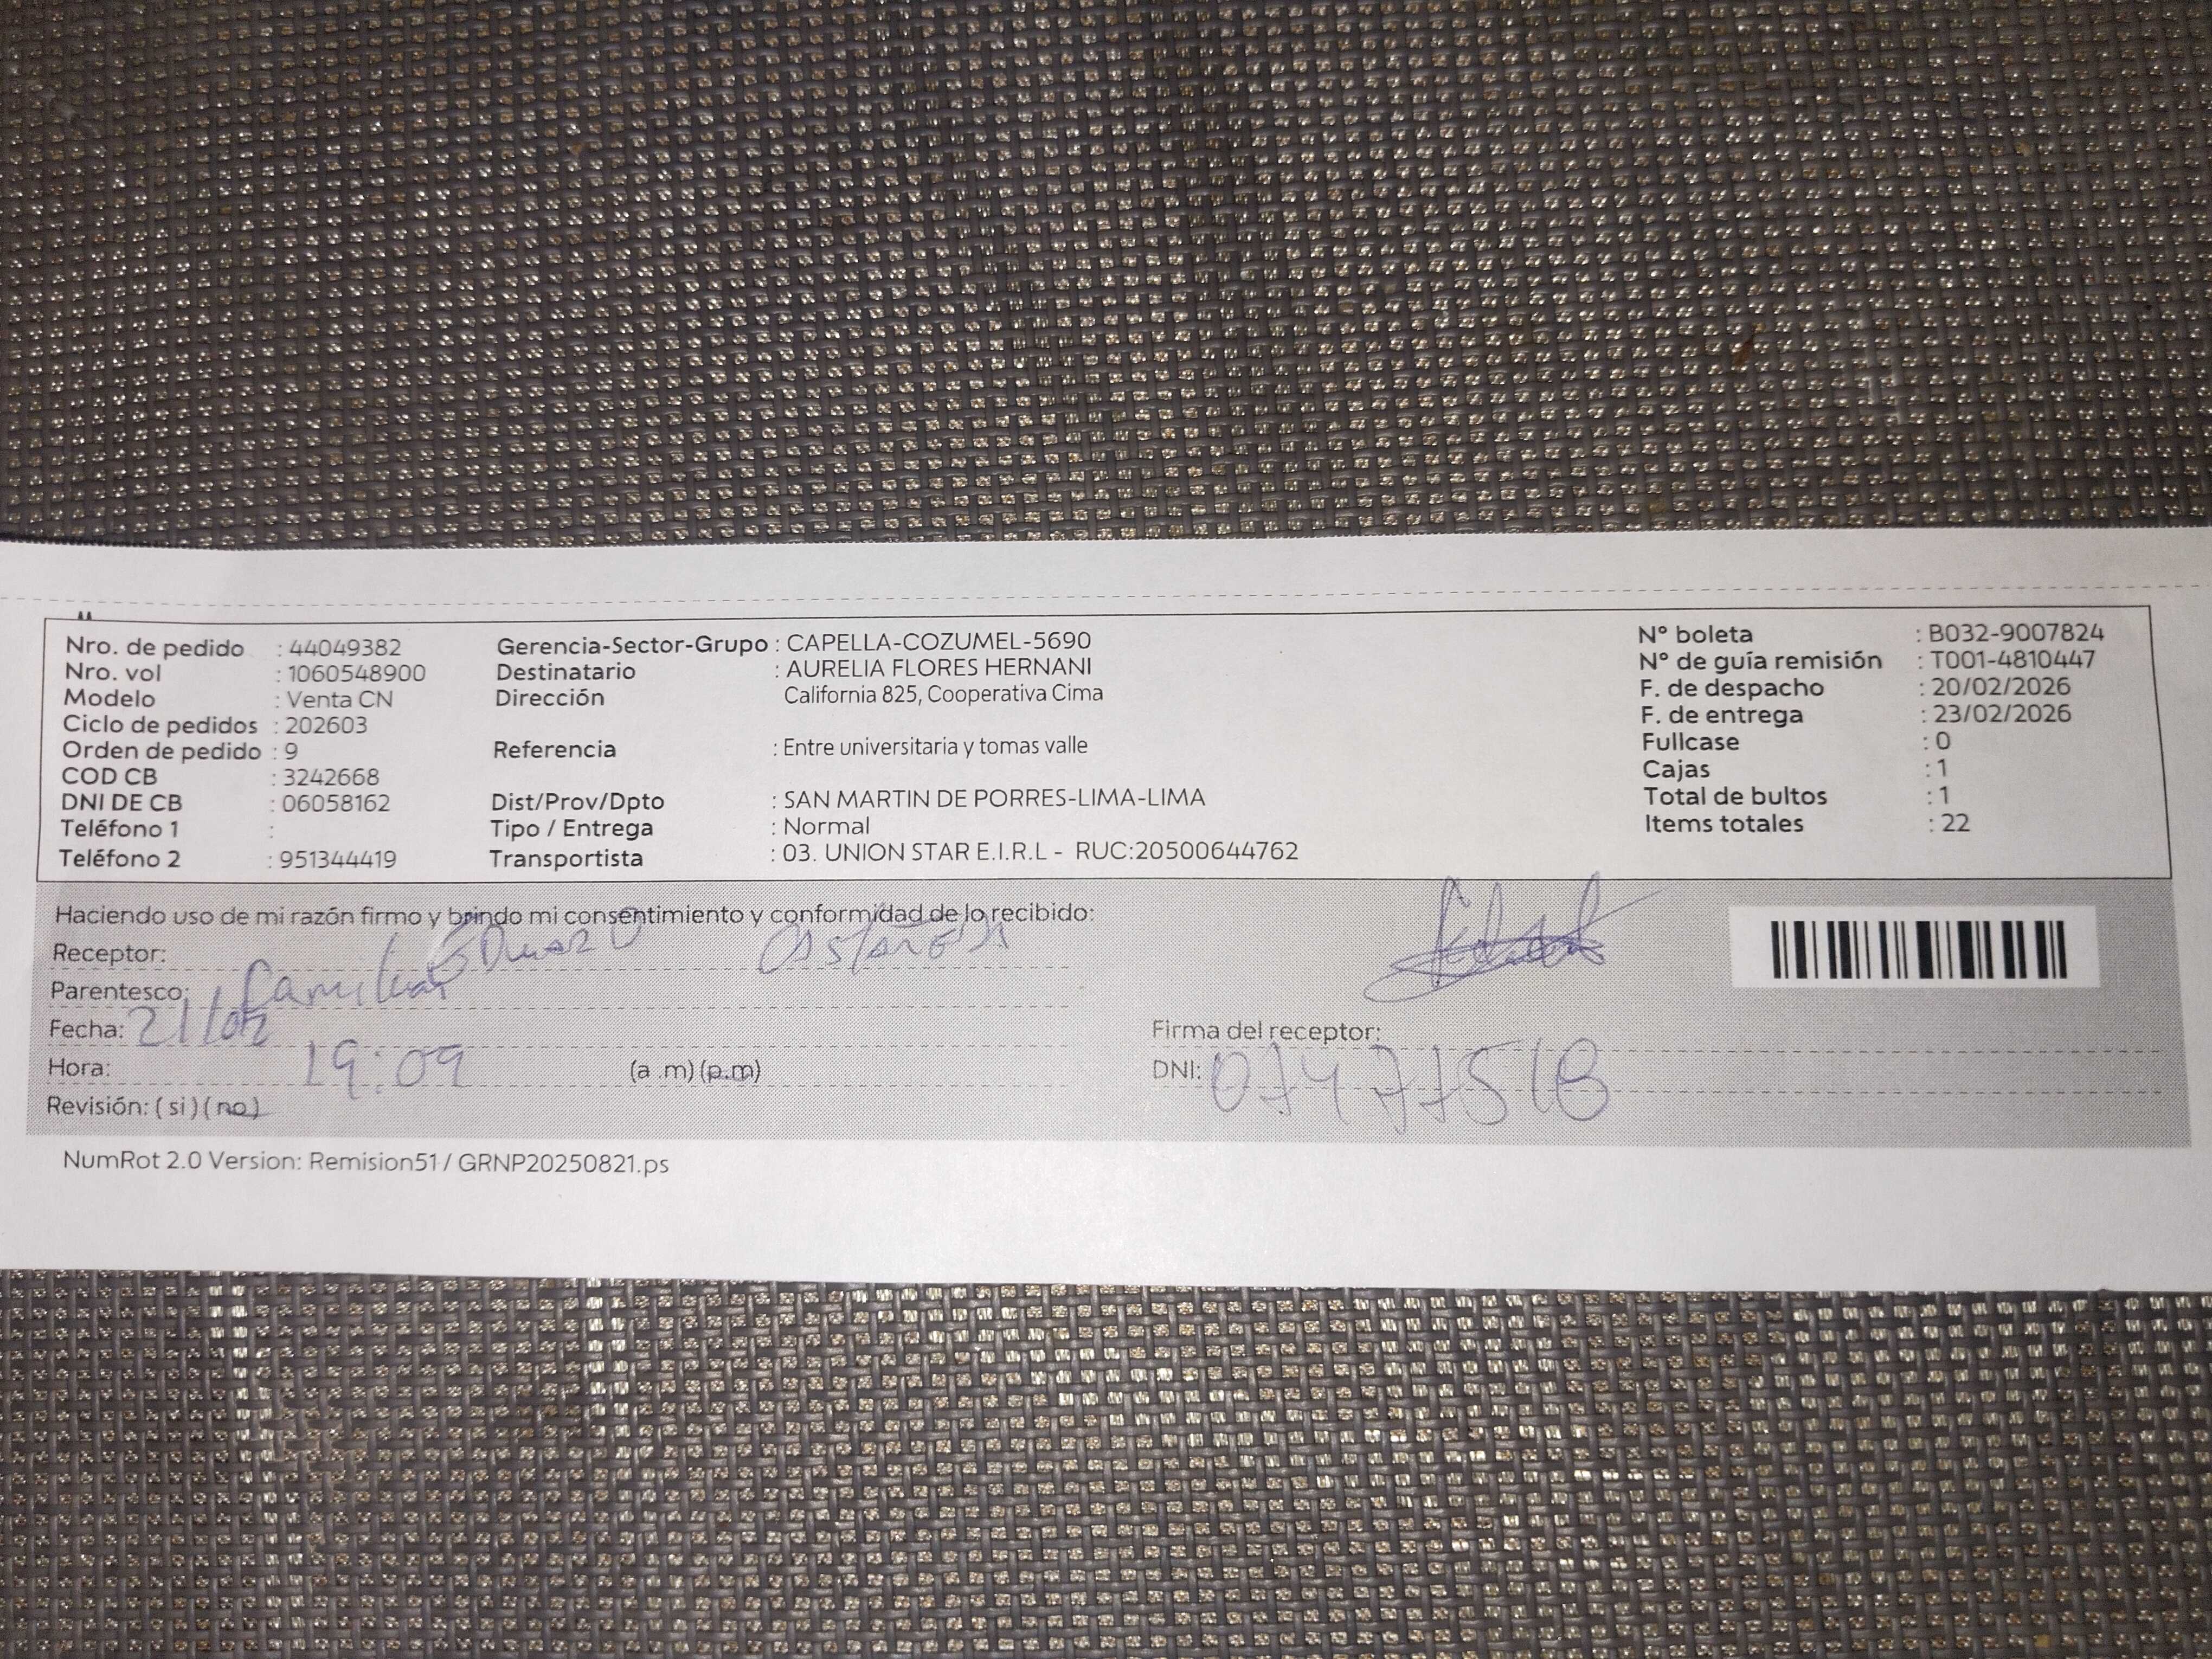 Nro. de pedido : 44049382 Gerencia-Sector-Grupo : CAPELLA-COZUMEL-5690 N° boleta : B032-9007824
Nro. vol : 1060548900 Destinatario : AURELIA FLORES HERNANI N° de guía remisión : T001-4810447
Modelo : Venta CN Dirección California 825, Cooperativa Cima F. de despacho : 20/02/2026
Ciclo de pedidos : 202603 F. de entrega : 23/02/2026
Orden de pedido : 9 Referencia : Entre universitaria y tomas valle Fullcase : 0
COD CB : 3242668 Cajas : 1
DNI DE CB : 06058162 Dist/Prov/Dpto : SAN MARTIN DE PORRES-LIMA-LIMA Total de bultos : 1
Teléfono 1 : Tipo / Entrega : Normal Items totales : 22
Teléfono 2 : 951344419 Transportista : 03. UNION STAR E.I.R.L - RUC:20500644762
Haciendo uso de mi razón firmo y brindo mi consentimiento y conformidad de lo recibido:
Receptor:
Parentesco: familiar
Fecha: 21/02 Firma del receptor:
Hora: 19:09 (a .m) (p.m) DNI: 07477518
Revisión: ( si ) ( no )
NumRot 2.0 Version: Remision51 / GRNP20250821.ps